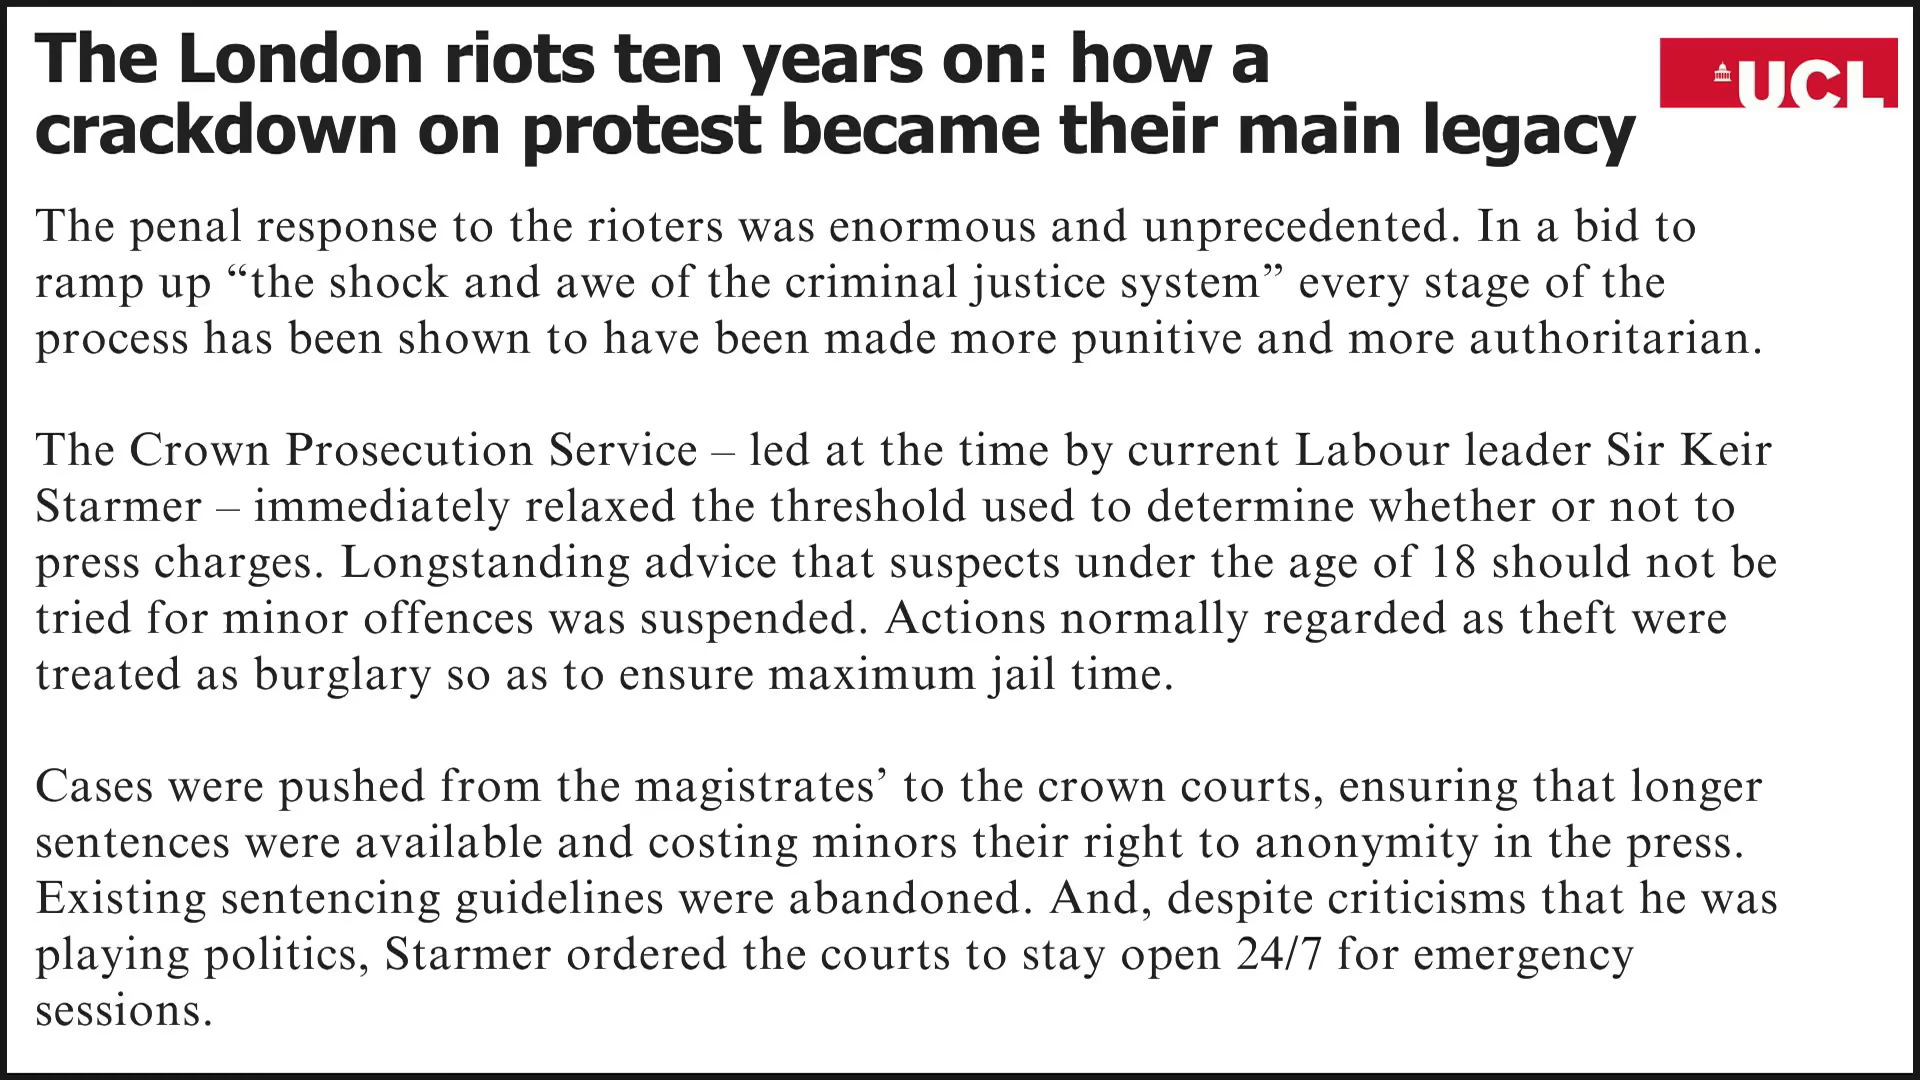 The London riots ten years on: how a
crackdown on protest became their main legacy
UCL
The penal response to the rioters was enormous and unprecedented. In a bid to
ramp up “the shock and awe of the criminal justice system” every stage of the
process has been shown to have been made more punitive and more authoritarian.
The Crown Prosecution Service – led at the time by current Labour leader Sir Keir
Starmer – immediately relaxed the threshold used to determine whether or not to
press charges. Longstanding advice that suspects under the age of 18 should not be
tried for minor offences was suspended. Actions normally regarded as theft were
treated as burglary so as to ensure maximum jail time.
Cases were pushed from the magistrates’ to the crown courts, ensuring that longer
sentences were available and costing minors their right to anonymity in the press.
Existing sentencing guidelines were abandoned. And, despite criticisms that he was
playing politics, Starmer ordered the courts to stay open 24/7 for emergency
sessions.